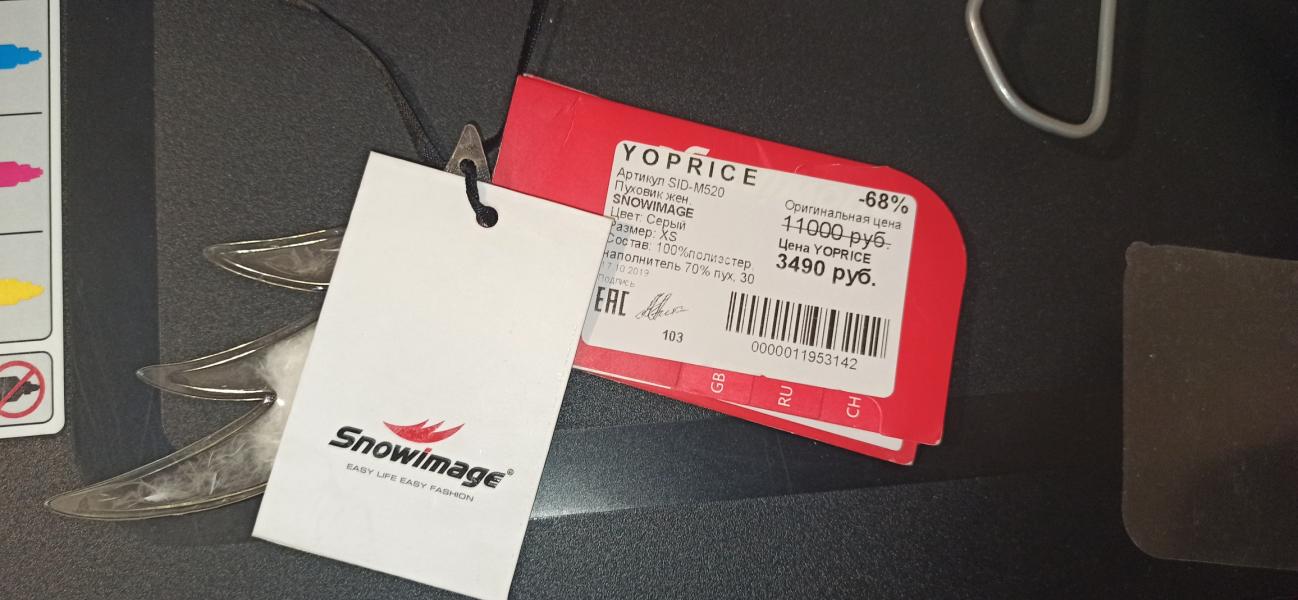 YOPRICE
Артикул SID-M520
Пуховик жен.
SNOWIMAGE
Цвет: Серый
Размер: XS
Состав: 100%полиэстер,
наполнитель 70% пух, 30
17.10.2019
Подпись
-68%
Оригинальная цена
11000 руб.
Цена YOPRICE
3490 руб.
EAC
103
0000011953142
GB
RU
CH
Snowimage®
EASY LIFE EASY FASHION